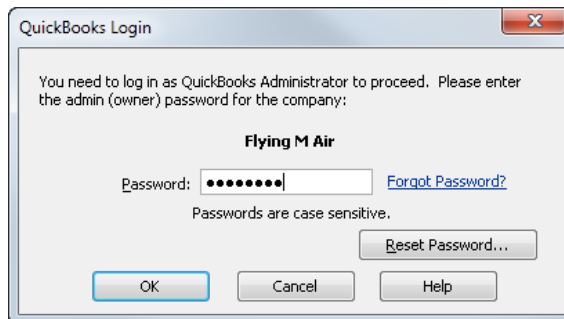 QuickBooks Login
You need to log in as QuickBooks Administrator to proceed. Please enter
the admin (owner) password for the company:
Flying M Air
Password: ●●●●●●●● Forgot Password?
Passwords are case sensitive.
Reset Password...
OK Cancel Help